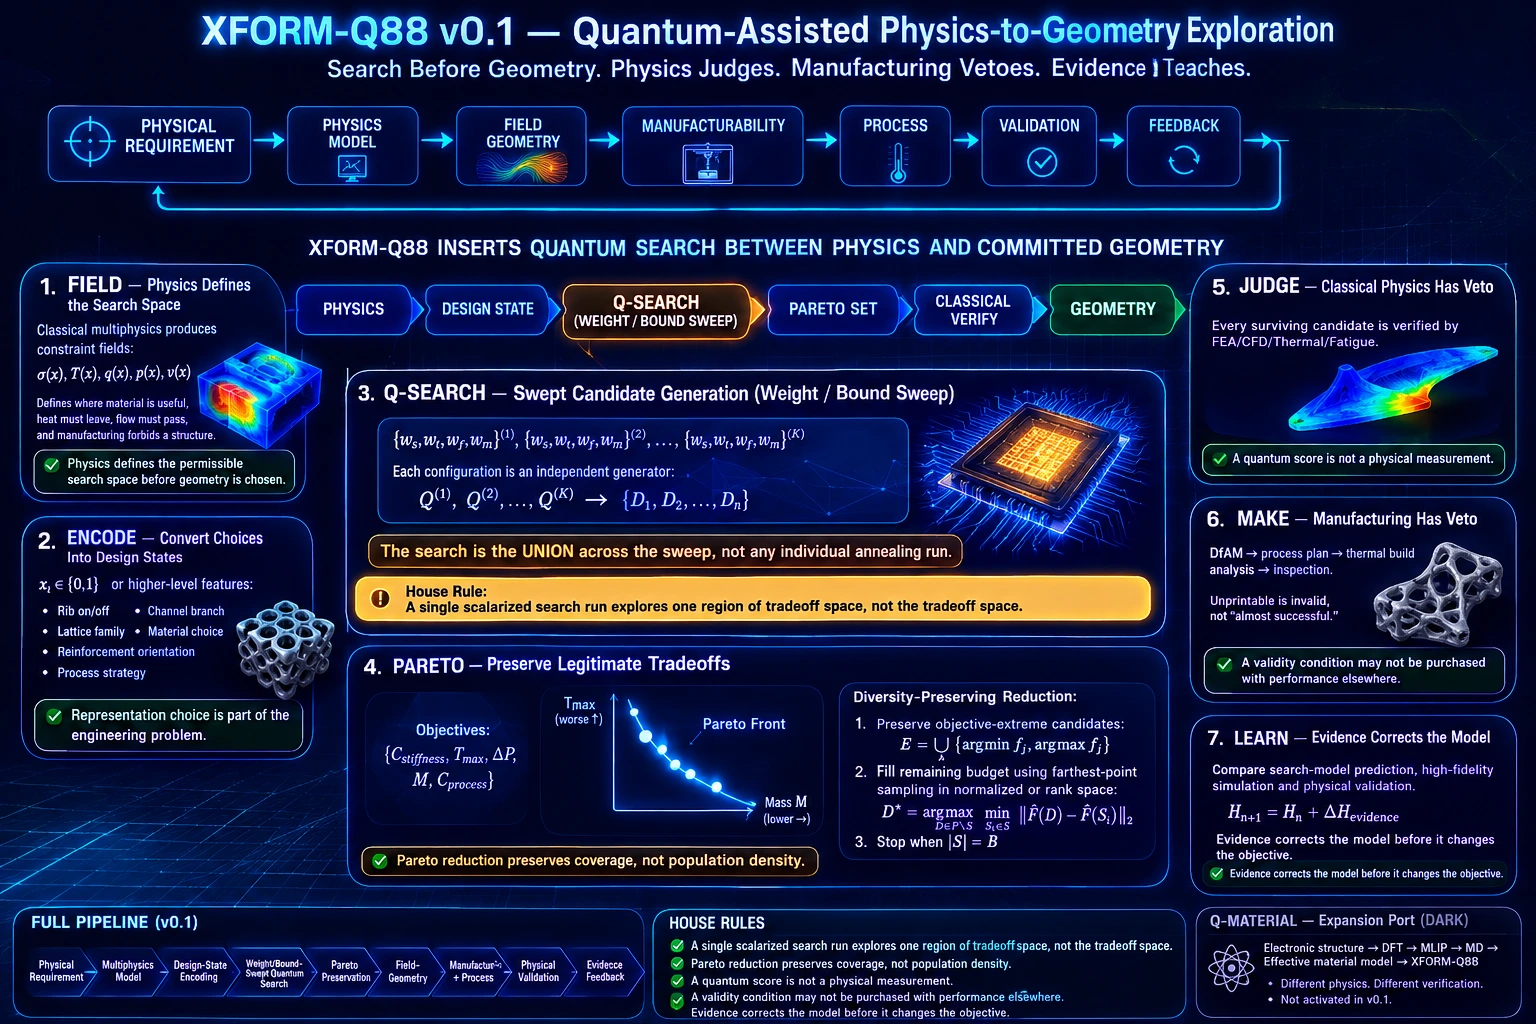 XFORM-Q88 v0.1 — Quantum-Assisted Physics-to-Geometry Exploration
Search Before Geometry. Physics Judges. Manufacturing Vetoes. Evidence Teaches.
PHYSICAL
REQUIREMENT
PHYSICS
MODEL
FIELD
GEOMETRY
MANUFACTURABILITY
PROCESS
VALIDATION
FEEDBACK
XFORM-Q88 INSERTS QUANTUM SEARCH BETWEEN PHYSICS AND COMMITTED GEOMETRY
PHYSICS
DESIGN STATE
Q-SEARCH
(WEIGHT / BOUND SWEEP)
PARETO SET
CLASSICAL
VERIFY
GEOMETRY
1. FIELD — Physics Defines
the Search Space
Classical multiphysics produces
constraint fields:
σ(x), T(x), q(x), p(x), v(x)
Defines where material is useful,
heat must leave, flow must pass,
and manufacturing forbids a structure.
Physics defines the permissible
search space before geometry is chosen.
2. ENCODE — Convert Choices
Into Design States
xᵢ ∈ {0,1} or higher-level features:
• Rib on/off • Channel branch
• Lattice family • Material choice
• Reinforcement orientation
• Process strategy
Representation choice is part of the
engineering problem.
3. Q-SEARCH — Swept Candidate Generation (Weight / Bound Sweep)
{w_s,w_t,w_f,w_m}^(1), {w_s,w_t,w_f,w_m}^(2), ..., {w_s,w_t,w_f,w_m}^(K)
Each configuration is an independent generator:
Q^(1), Q^(2), ..., Q^(K) → {D₁, D₂, ..., Dₙ}
The search is the UNION across the sweep, not any individual annealing run.
House Rule:
A single scalarized search run explores one region of tradeoff space, not the tradeoff space.
4. PARETO — Preserve Legitimate Tradeoffs
Objectives:
{C_stiffness, T_max, ΔP,
M, C_process}
T_max
(worse ↑)
Pareto Front
Mass M
(lower →)
Diversity-Preserving Reduction:
1. Preserve objective-extreme candidates:
E = ⋃ {argmin f_j, argmax f_j}
2. Fill remaining budget using farthest-point
sampling in normalized or rank space:
D* = argmax min ‖F̂(D) − F̂(Sᵢ)‖₂
D∈P\S Sᵢ∈S
3. Stop when |S| = B
Pareto reduction preserves coverage, not population density.
5. JUDGE — Classical Physics Has Veto
Every surviving candidate is verified by
FEA/CFD/Thermal/Fatigue.
A quantum score is not a physical measurement.
6. MAKE — Manufacturing Has Veto
DfAM → process plan → thermal build
analysis → inspection.
Unprintable is invalid,
not "almost successful."
A validity condition may not be purchased
with performance elsewhere.
7. LEARN — Evidence Corrects the Model
Compare search-model prediction, high-fidelity
simulation and physical validation.
H_{n+1} = H_n + ΔH_evidence
Evidence corrects the model before it changes
the objective.
Evidence corrects the model before it changes the objective.
FULL PIPELINE (v0.1)
Physical
Requirement
Multiphysics
Model
Design-State
Encoding
Weight/Bound-
Swept Quantum
Search
Pareto
Preservation
Field-
Geometry
+ Process
Physical
Validation
Evidence
Feedback
HOUSE RULES
A single scalarized search run explores one region of tradeoff space, not the tradeoff space.
Pareto reduction preserves coverage, not population density.
A quantum score is not a physical measurement.
A validity condition may not be purchased with performance elsewhere.
Evidence corrects the model before it changes the objective.
Q-MATERIAL — Expansion Port (DARK)
Electronic structure → DFT → MLIP → MD →
Effective material model → XFORM-Q88
• Different physics. Different verification.
• Not activated in v0.1.